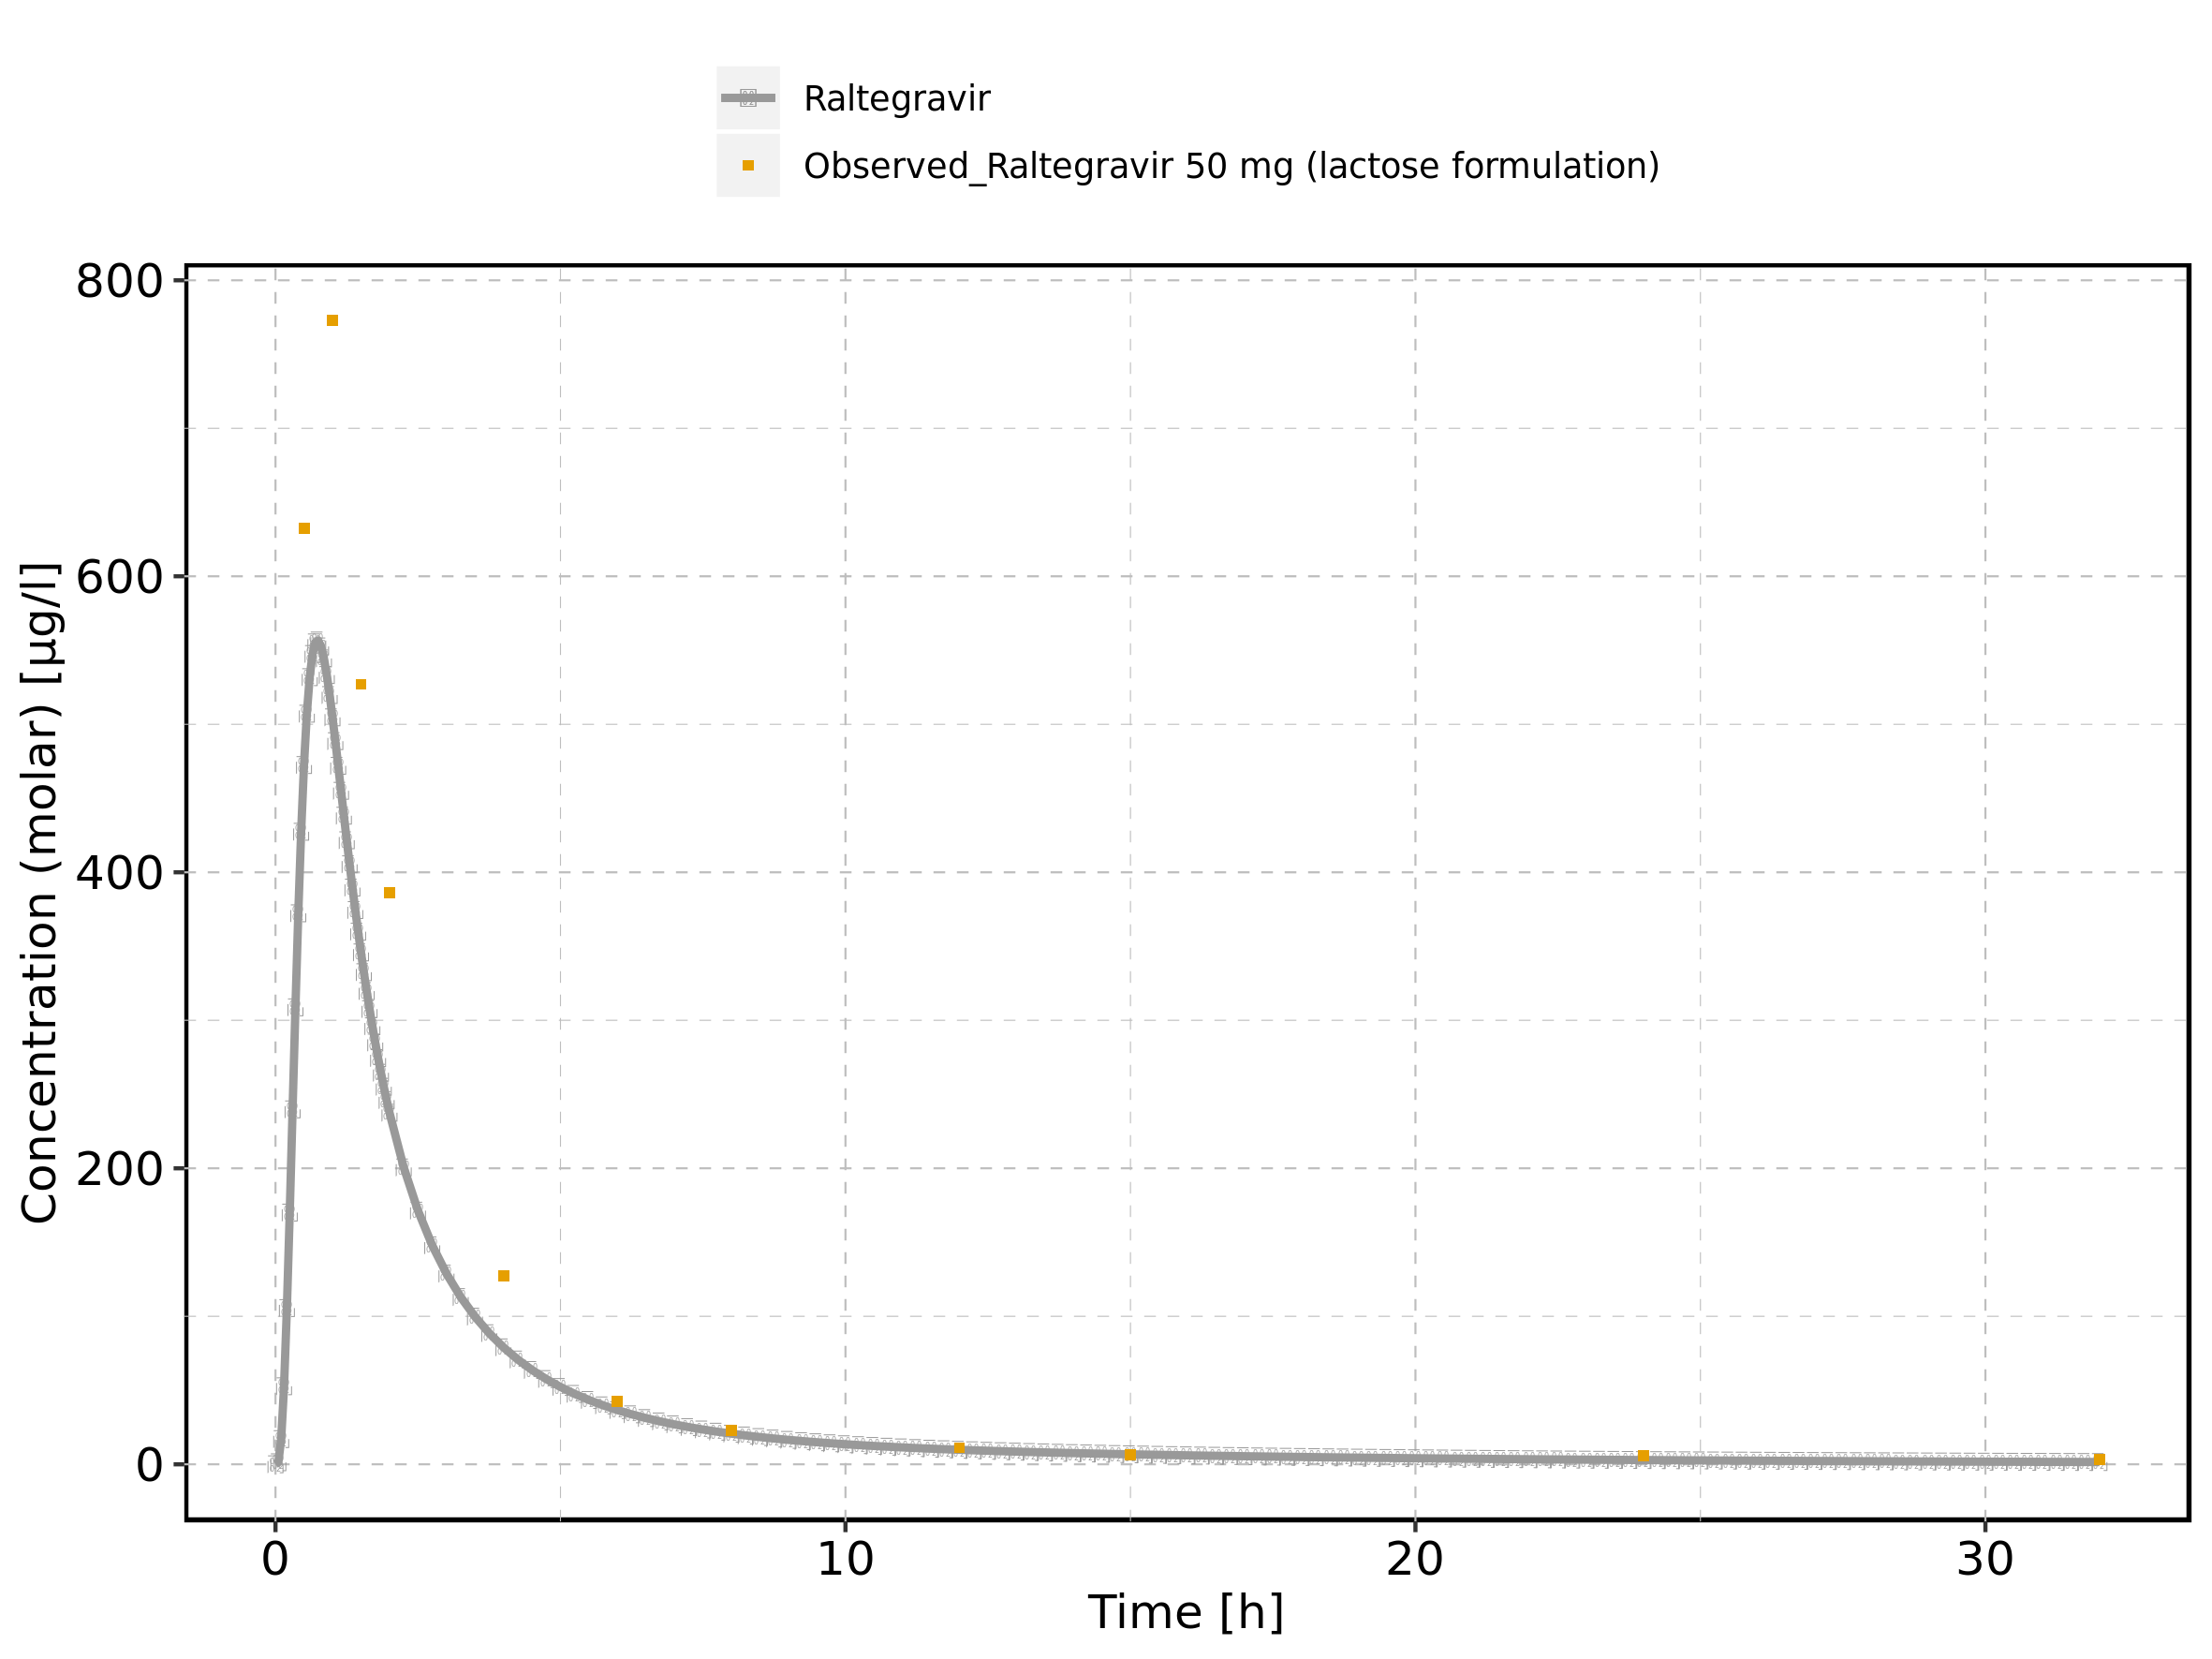 Raltegravir
Observed_Raltegravir 50 mg (lactose formulation)
800
600
400
200
0
Concentration (molar) [µg/l]
0 10 20 30
Time [h]